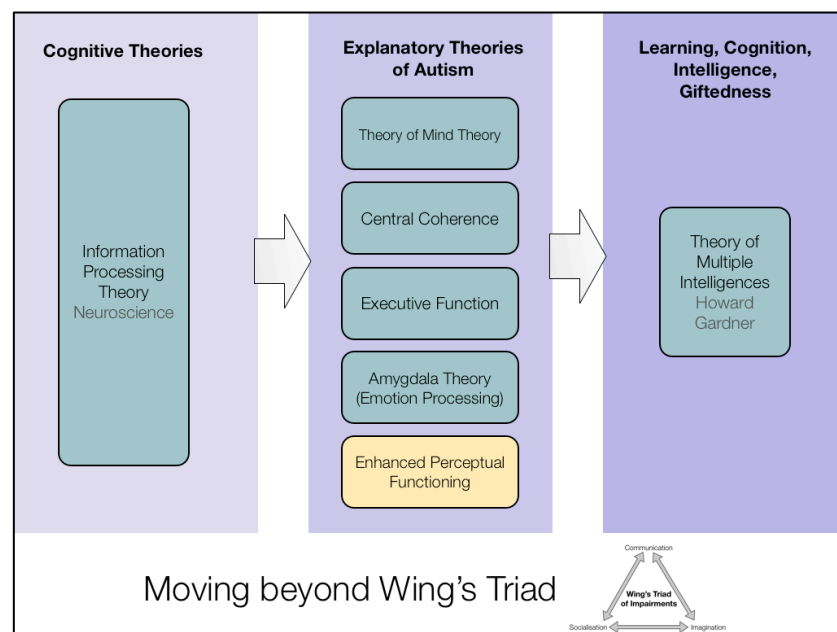 Cognitive Theories
Information
Processing
Theory
Neuroscience
Explanatory Theories
of Autism
Theory of Mind Theory
Central Coherence
Executive Function
Amygdala Theory
(Emotion Processing)
Enhanced Perceptual
Functioning
Learning, Cognition,
Intelligence,
Giftedness
Theory of
Multiple
Intelligences
Howard
Gardner
Moving beyond Wing's Triad
Communication
Wing's Triad
of Impairments
Socialisation
Imagination